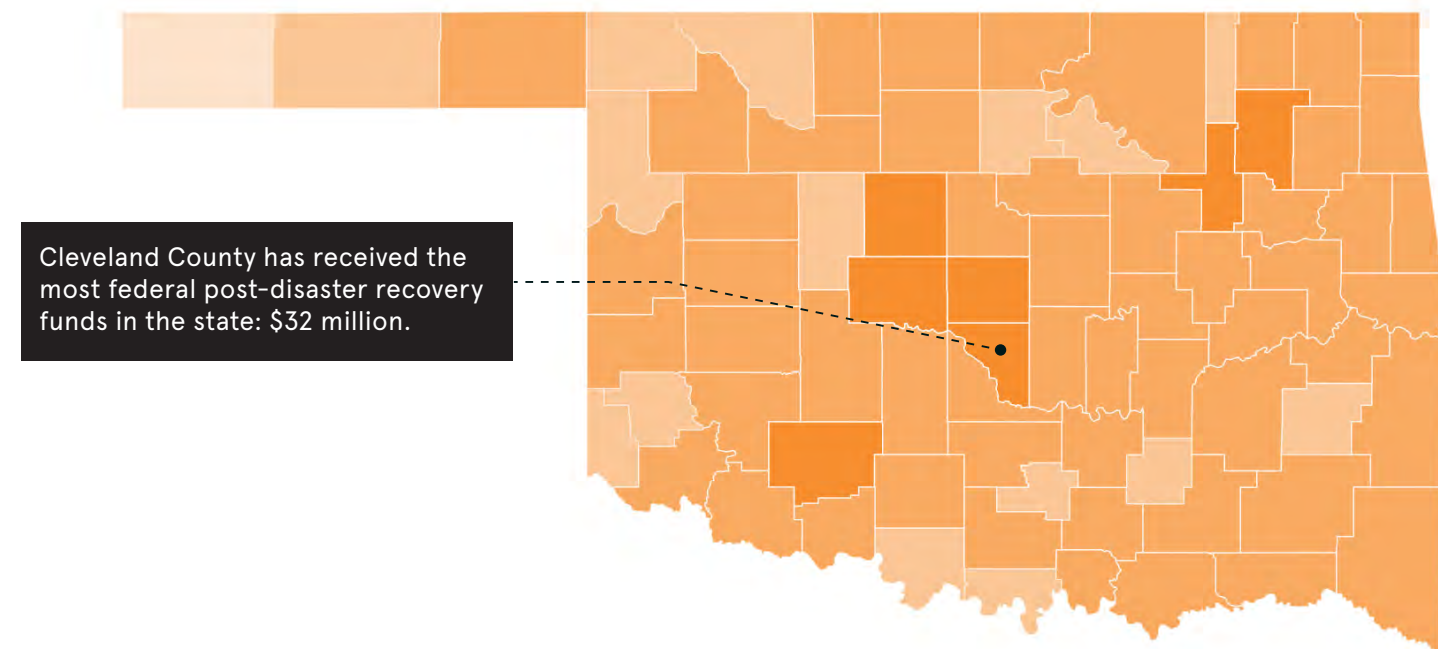 Cleveland County has received the
most federal post-disaster recovery
funds in the state: $32 million.